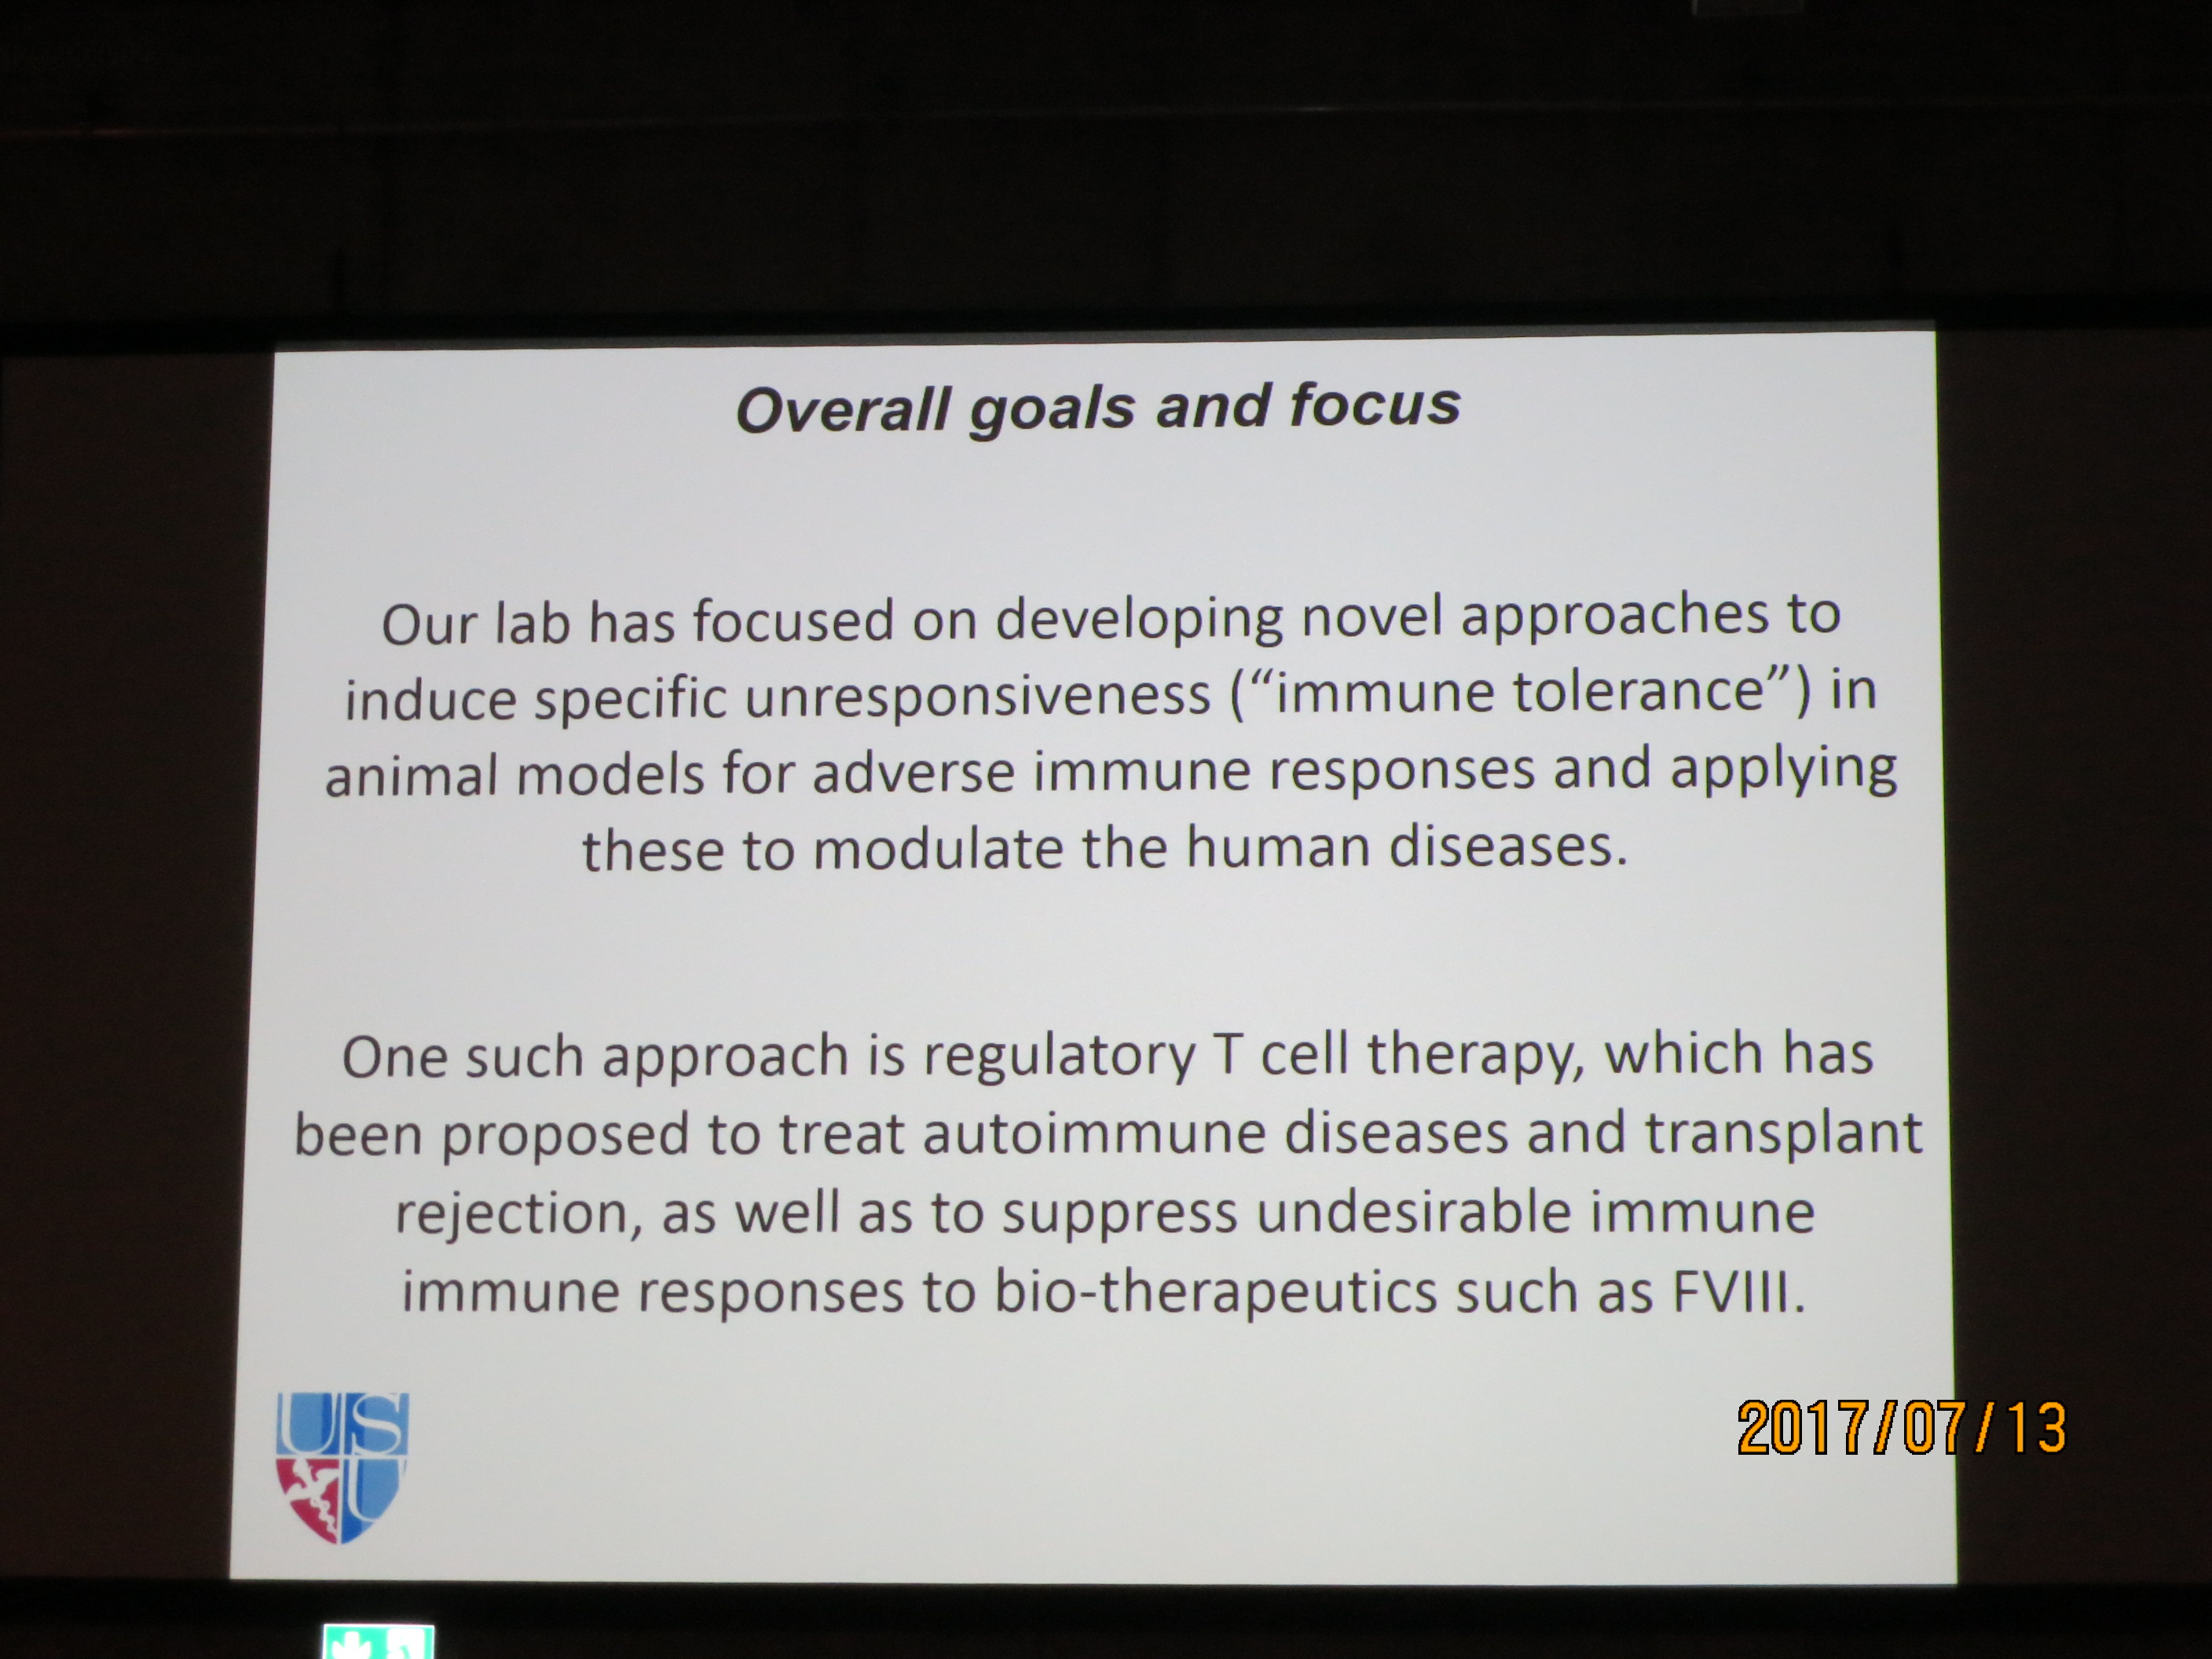 Overall goals and focus
Our lab has focused on developing novel approaches to
induce specific unresponsiveness (“immune tolerance”) in
animal models for adverse immune responses and applying
these to modulate the human diseases.
One such approach is regulatory T cell therapy, which has
been proposed to treat autoimmune diseases and transplant
rejection, as well as to suppress undesirable immune
immune responses to bio-therapeutics such as FVIII.
US
U
2017/07/13